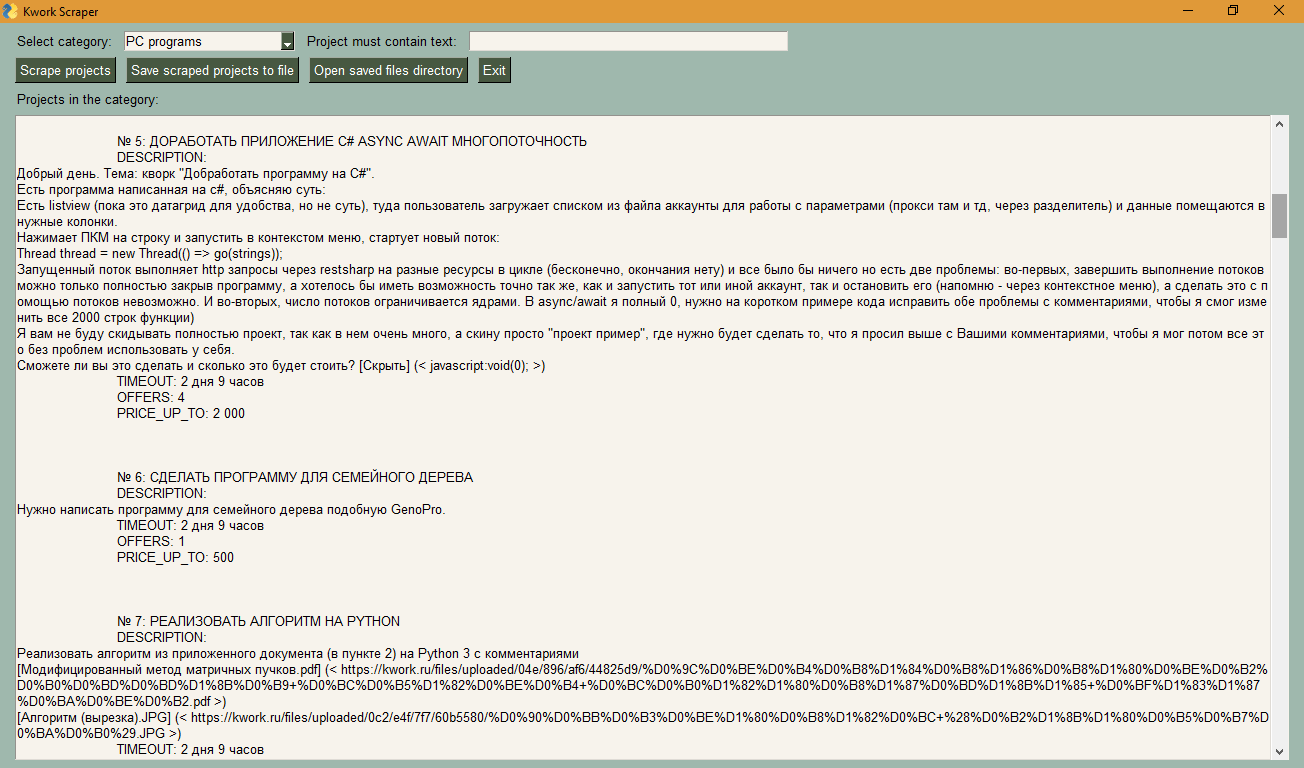 Kwork Scraper
Select category: PC programs Project must contain text:
Scrape projects Save scraped projects to file Open saved files directory Exit
Projects in the category:
№ 5: ДОРАБОТАТЬ ПРИЛОЖЕНИЕ C# ASYNC AWAIT МНОГОПОТОЧНОСТЬ
DESCRIPTION:
Добрый день. Тема: кворк "Добработать программу на C#".
Есть программа написанная на c#, объясняю суть:
Есть listview (пока это датагрид для удобства, но не суть), туда пользователь загружает списком из файла аккаунты для работы с параметрами (прокси там и тд, через разделитель) и данные помещаются в
нужные колонки.
Нажимает ПКМ на строку и запустить в контекстом меню, стартует новый поток:
Thread thread = new Thread(() => go(strings));
Запущенный поток выполняет http запросы через restsharp на разные ресурсы в цикле (бесконечно, окончания нету) и все было бы ничего но есть две проблемы: во-первых, завершить выполнение потоков
можно только полностью закрыв программу, а хотелось бы иметь возможность точно так же, как и запустить тот или иной аккаунт, так и остановить его (напомню - через контекстное меню), а сделать это с п
омощью потоков невозможно. И во-вторых, число потоков ограничивается ядрами. В async/await я полный 0, нужно на коротком примере кода исправить обе проблемы с комментариями, чтобы я смог изме
нить все 2000 строк функции)
Я вам не буду скидывать полностью проект, так как в нем очень много, а скину просто "проект пример", где нужно будет сделать то, что я просил выше с Вашими комментариями, чтобы я мог потом все эт
о без проблем использовать у себя.
Сможете ли вы это сделать и сколько это будет стоить? [Скрыть] (< javascript:void(0); >)
TIMEOUT: 2 дня 9 часов
OFFERS: 4
PRICE_UP_TO: 2 000
№ 6: СДЕЛАТЬ ПРОГРАММУ ДЛЯ СЕМЕЙНОГО ДЕРЕВА
DESCRIPTION:
Нужно написать программу для семейного дерева подобную GenoPro.
TIMEOUT: 2 дня 9 часов
OFFERS: 1
PRICE_UP_TO: 500
№ 7: РЕАЛИЗОВАТЬ АЛГОРИТМ НА PYTHON
DESCRIPTION:
Реализовать алгоритм из приложенного документа (в пункте 2) на Python 3 с комментариями
[Модифицированный метод матричных пучков.pdf] (< https://kwork.ru/files/uploaded/04e/896/af6/44825d9/%D0%9C%D0%BE%D0%B4%D0%B8%D1%84%D0%B8%D1%86%D0%B8%D1%80%D0%BE%D0%B2%
D0%B0%D0%BD%D0%BD%D1%8B%D0%B9+%D0%BC%D0%B5%D1%82%D0%BE%D0%B4+%D0%BC%D0%B0%D1%82%D1%80%D0%B8%D1%87%D0%BD%D1%8B%D1%85+%D0%BF%D1%83%D1%87
%D0%BA%D0%BE%D0%B2.pdf >)
[Алгоритм (вырезка).JPG] (< https://kwork.ru/files/uploaded/0c2/e4f/7f7/60b5580/%D0%90%D0%BB%D0%B3%D0%BE%D1%80%D0%B8%D1%82%D0%BC+%28%D0%B2%D1%8B%D1%80%D0%B5%D0%B7%D
0%BA%D0%B0%29.JPG >)
TIMEOUT: 2 дня 9 часов